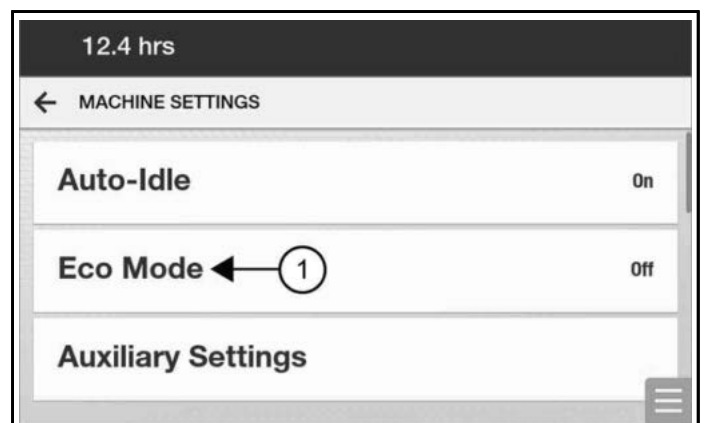 12.4 hrs
MACHINE SETTINGS
Auto-Idle On
Eco Mode 1 Off
Auxiliary Settings